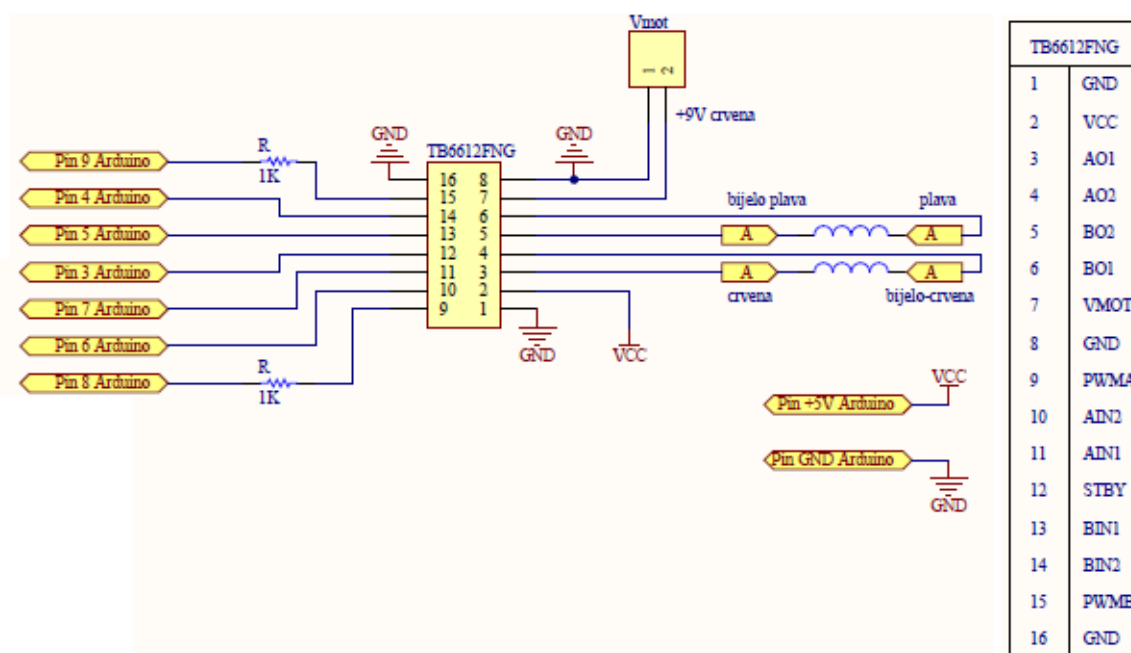 Vmot
1 2
+9V crvena
GND
GND
TB6612FNG
R
1K
Pin 9 Arduino
Pin 4 Arduino
Pin 5 Arduino
Pin 3 Arduino
Pin 7 Arduino
Pin 6 Arduino
Pin 8 Arduino
R
1K
16 8
15 7
14 6
13 5
12 4
11 3
10 2
9 1
bijelo plava
plava
A
A
A
A
crvena
bijelo-crvena
GND
VCC
VCC
Pin +5V Arduino
Pin GND Arduino
GND
TB6612FNG
1 GND
2 VCC
3 AO1
4 AO2
5 BO2
6 BO1
7 VMOT
8 GND
9 PWMA
10 AIN2
11 AIN1
12 STBY
13 BIN1
14 BIN2
15 PWMB
16 GND